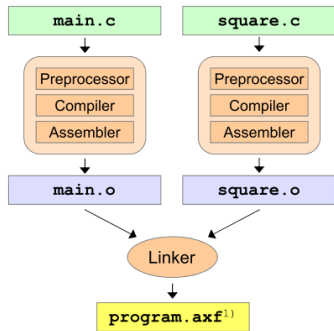 main.c square.c
Preprocessor Preprocessor
Compiler Compiler
Assembler Assembler
main.o square.o
Linker
program.axf1)